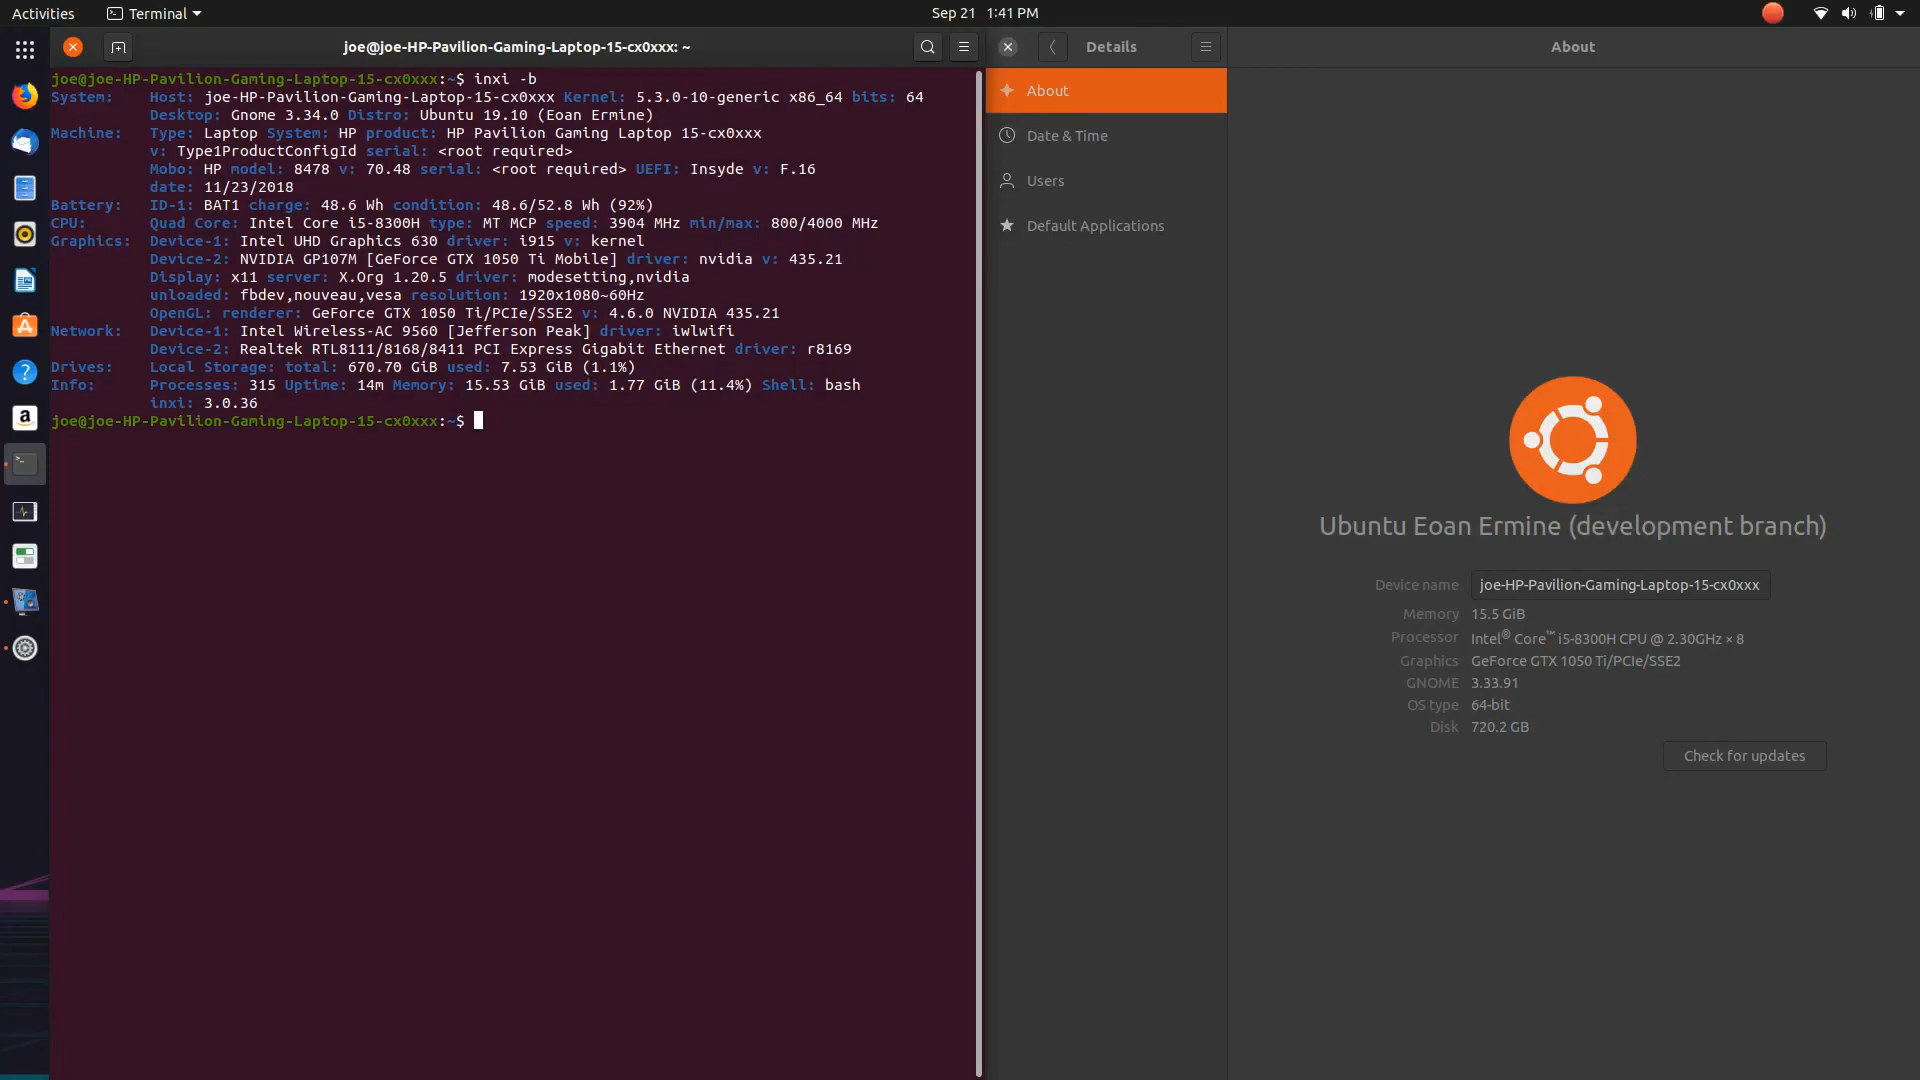 Activities
Terminal
Sep 21 1:41 PM
joe@joe-HP-Pavilion-Gaming-Laptop-15-cx0xxx: ~
joe@joe-HP-Pavilion-Gaming-Laptop-15-cx0xxx:~$ inxi -b
System: Host: joe-HP-Pavilion-Gaming-Laptop-15-cx0xxx Kernel: 5.3.0-10-generic x86_64 bits: 64
Desktop: Gnome 3.34.0 Distro: Ubuntu 19.10 (Eoan Ermine)
Machine: Type: Laptop System: HP product: HP Pavilion Gaming Laptop 15-cx0xxx
v: Type1ProductConfigId serial: <root required>
Mobo: HP model: 8478 v: 70.48 serial: <root required> UEFI: Insyde v: F.16
date: 11/23/2018
Battery: ID-1: BAT1 charge: 48.6 Wh condition: 48.6/52.8 Wh (92%)
CPU: Quad Core: Intel Core i5-8300H type: MT MCP speed: 3904 MHz min/max: 800/4000 MHz
Graphics: Device-1: Intel UHD Graphics 630 driver: i915 v: kernel
Device-2: NVIDIA GP107M [GeForce GTX 1050 Ti Mobile] driver: nvidia v: 435.21
Display: x11 server: X.Org 1.20.5 driver: modesetting,nvidia
unloaded: fbdev,nouveau,vesa resolution: 1920x1080~60Hz
OpenGL: renderer: GeForce GTX 1050 Ti/PCIe/SSE2 v: 4.6.0 NVIDIA 435.21
Network: Device-1: Intel Wireless-AC 9560 [Jefferson Peak] driver: iwlwifi
Device-2: Realtek RTL8111/8168/8411 PCI Express Gigabit Ethernet driver: r8169
Drives: Local Storage: total: 670.70 GiB used: 7.53 GiB (1.1%)
Info: Processes: 315 Uptime: 14m Memory: 15.53 GiB used: 1.77 GiB (11.4%) Shell: bash
inxi: 3.0.36
joe@joe-HP-Pavilion-Gaming-Laptop-15-cx0xxx:~$
Details
About
Date & Time
Users
Default Applications
About
Ubuntu Eoan Ermine (development branch)
Device name joe-HP-Pavilion-Gaming-Laptop-15-cx0xxx
Memory 15.5 GiB
Processor Intel® Core™ i5-8300H CPU @ 2.30GHz × 8
Graphics GeForce GTX 1050 Ti/PCIe/SSE2
GNOME 3.33.91
OS type 64-bit
Disk 720.2 GB
Check for updates